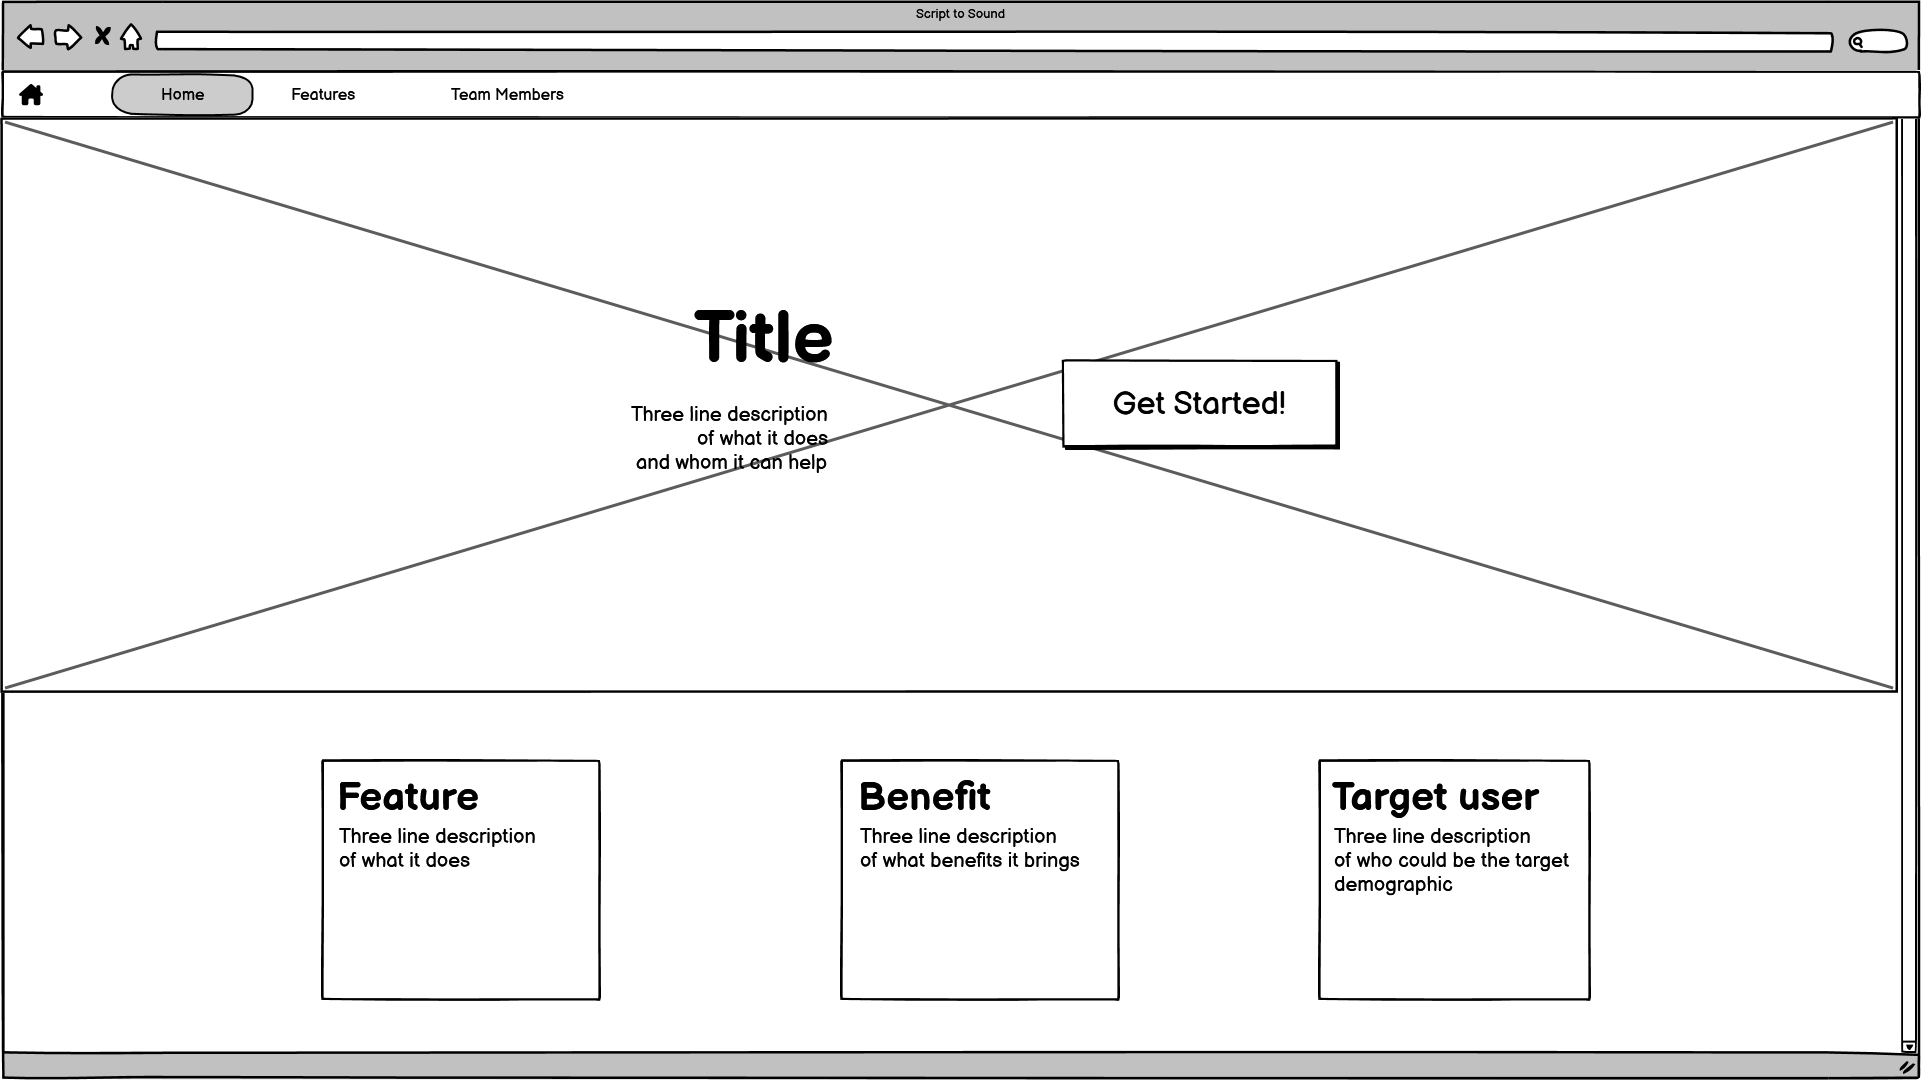 Script to Sound
Home
Features
Team Members
Title
Three line description
of what it does
and whom it can help
Get Started!
Feature
Three line description
of what it does
Benefit
Three line description
of what benefits it brings
Target user
Three line description
of who could be the target
demographic